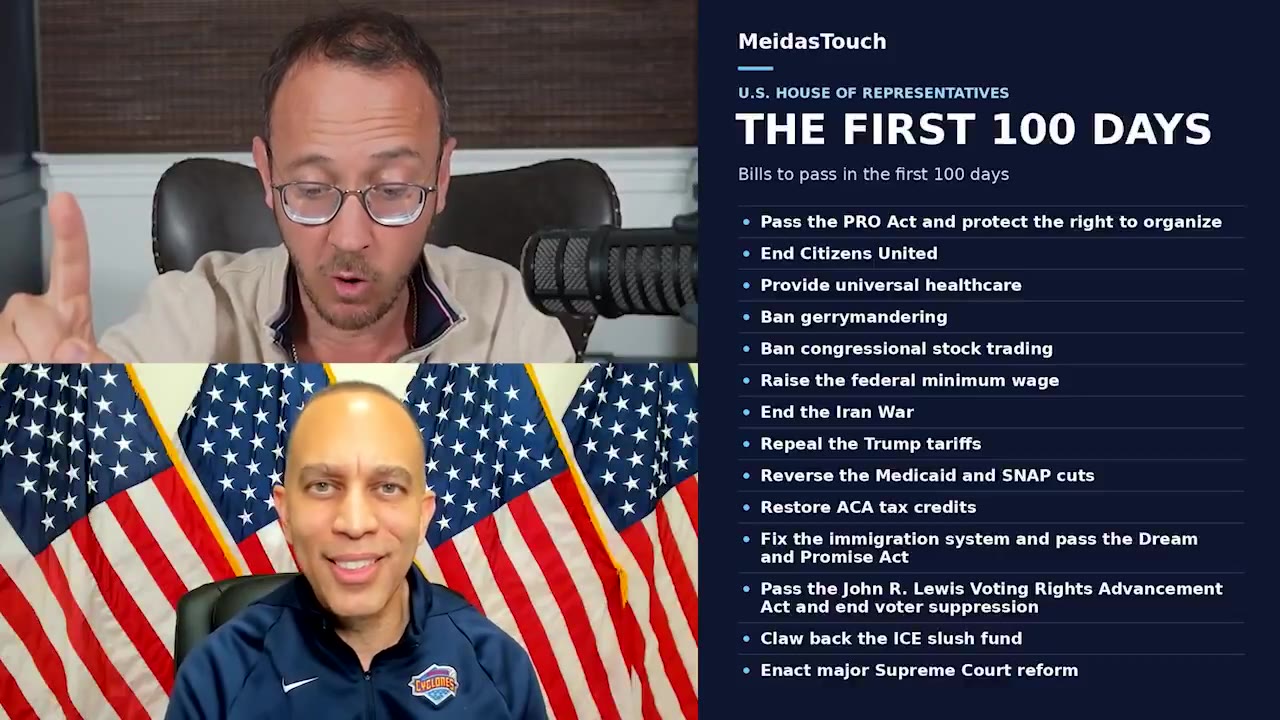 MeidasTouch
U.S. HOUSE OF REPRESENTATIVES
THE FIRST 100 DAYS
Bills to pass in the first 100 days
• Pass the PRO Act and protect the right to organize
• End Citizens United
• Provide universal healthcare
• Ban gerrymandering
• Ban congressional stock trading
• Raise the federal minimum wage
• End the Iran War
• Repeal the Trump tariffs
• Reverse the Medicaid and SNAP cuts
• Restore ACA tax credits
• Fix the immigration system and pass the Dream
and Promise Act
• Pass the John R. Lewis Voting Rights Advancement
Act and end voter suppression
• Claw back the ICE slush fund
• Enact major Supreme Court reform
CYCLONES